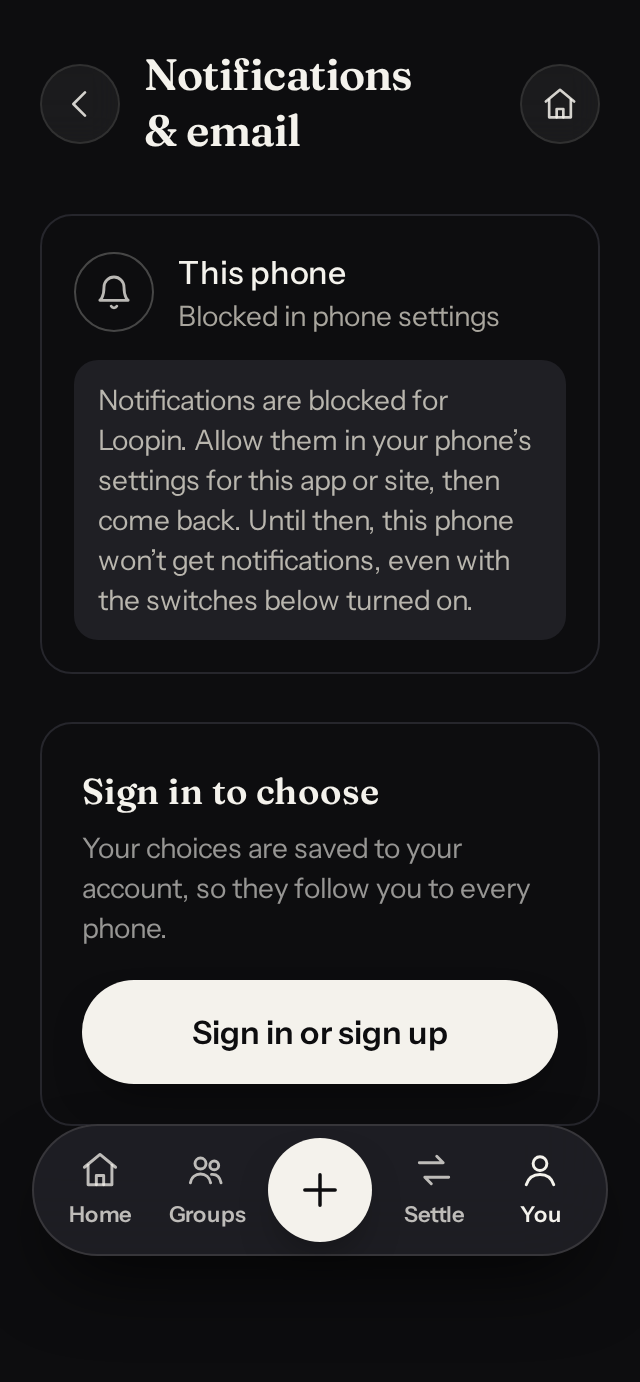 Notifications
& email
This phone
Blocked in phone settings
Notifications are blocked for
Loopin. Allow them in your phone’s
settings for this app or site, then
come back. Until then, this phone
won’t get notifications, even with
the switches below turned on.
Sign in to choose
Your choices are saved to your
account, so they follow you to every
phone.
Sign in or sign up
Home Groups Settle You